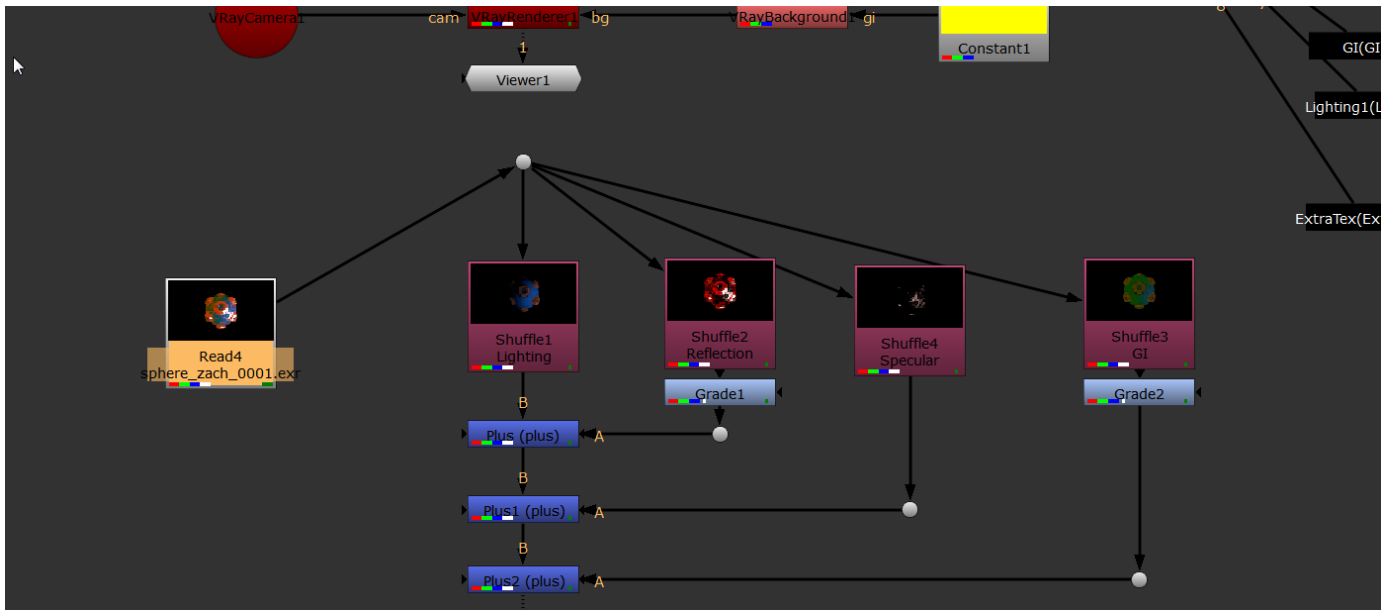 VRayCamera1
cam
VRayRenderer1
bg
VRayBackground1
gi
Constant1
1
Viewer1
GI(GI
Lighting1(L
ExtraTex(Ex
Read4
sphere_zach_0001.exr
Shuffle1
Lighting
Shuffle2
Reflection
Shuffle4
Specular
Shuffle3
GI
Grade1
Grade2
B
Plus (plus)
A
B
Plus1 (plus)
A
B
Plus2 (plus)
A